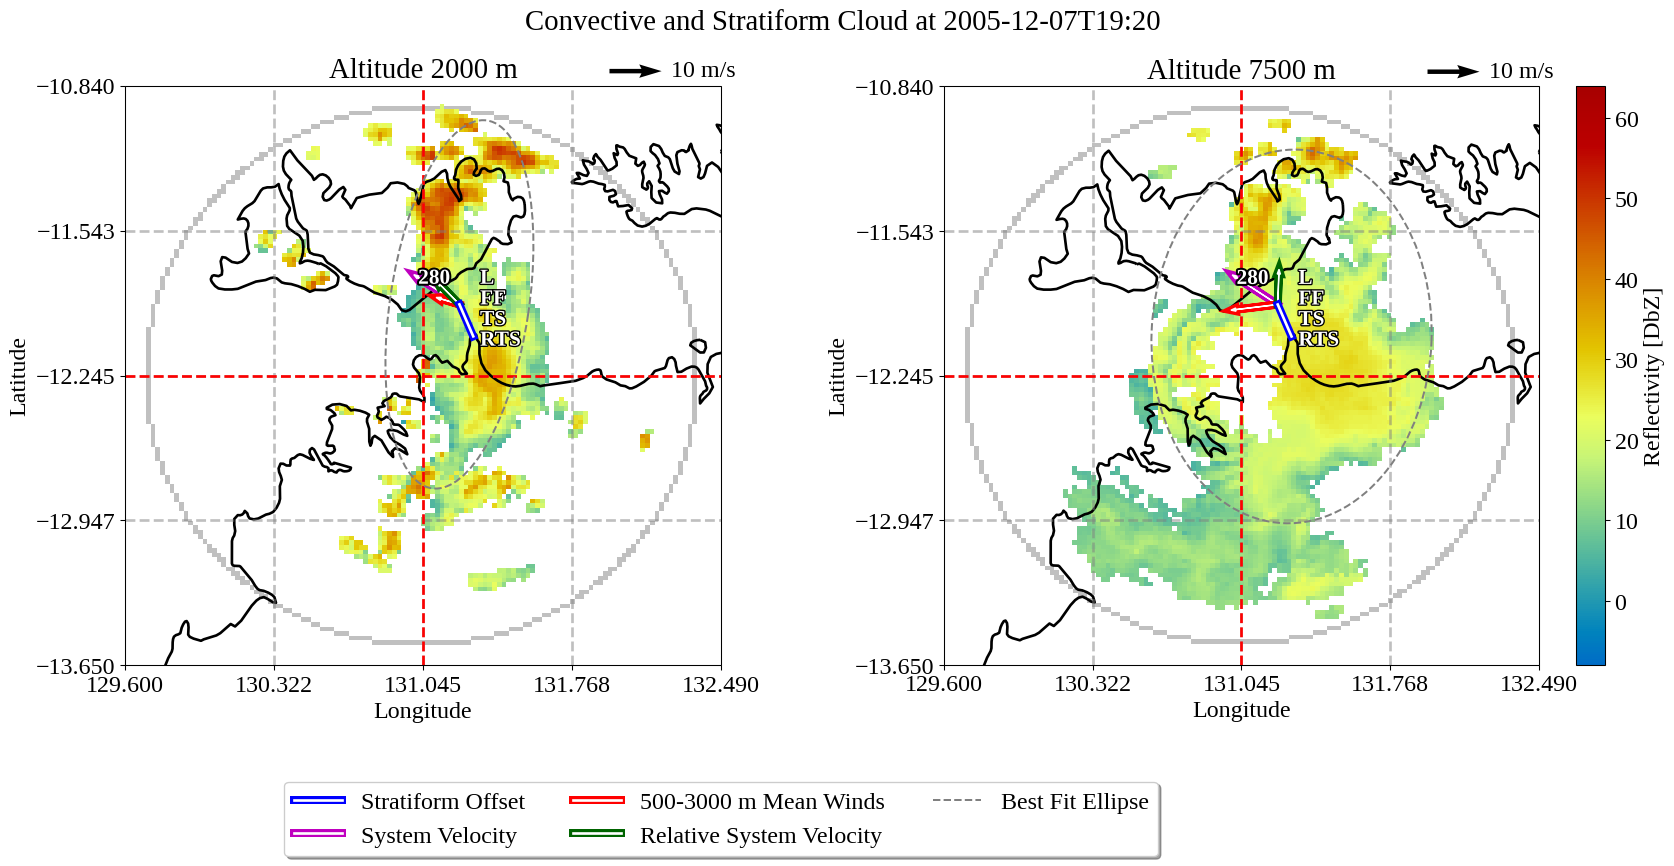 Convective and Stratiform Cloud at 2005-12-07T19:20
Altitude 2000 m
10 m/s
−10.840
−11.543
−12.245
−12.947
−13.650
129.600
130.322
131.045
131.768
132.490
Latitude
Longitude
280
L
FF
TS
RTS
Altitude 7500 m
10 m/s
−10.840
−11.543
−12.245
−12.947
−13.650
129.600
130.322
131.045
131.768
132.490
Latitude
Longitude
280
L
FF
TS
RTS
60
50
40
30
20
10
0
Reflectivity [DbZ]
Stratiform Offset
System Velocity
500-3000 m Mean Winds
Relative System Velocity
Best Fit Ellipse